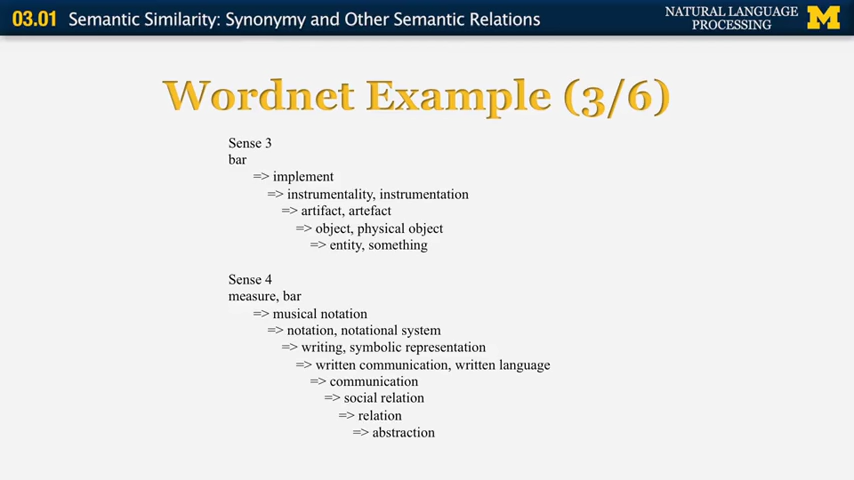 03.01 Semantic Similarity: Synonymy and Other Semantic Relations
NATURAL LANGUAGE
PROCESSING
M
Wordnet Example (3/6)
Sense 3
bar
=> implement
=> instrumentality, instrumentation
=> artifact, artefact
=> object, physical object
=> entity, something
Sense 4
measure, bar
=> musical notation
=> notation, notational system
=> writing, symbolic representation
=> written communication, written language
=> communication
=> social relation
=> relation
=> abstraction